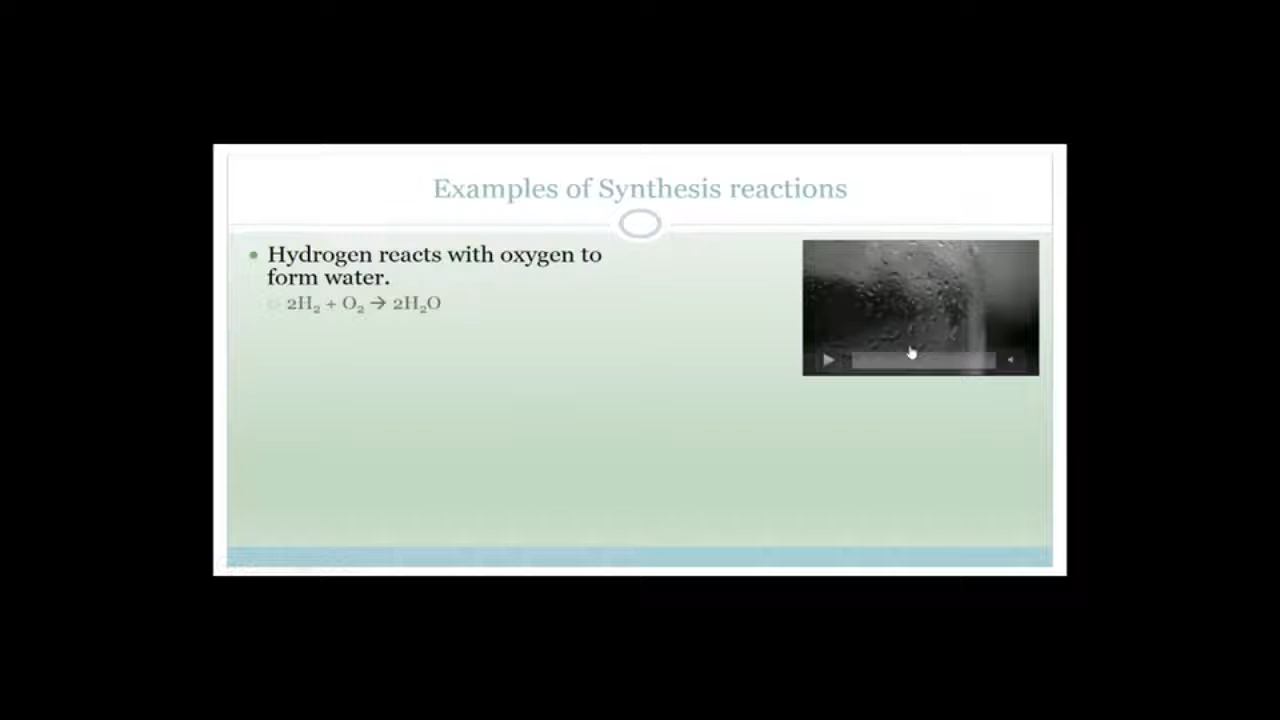 Examples of Synthesis reactions
Hydrogen reacts with oxygen to
form water.
2H₂ + O₂ → 2H₂O